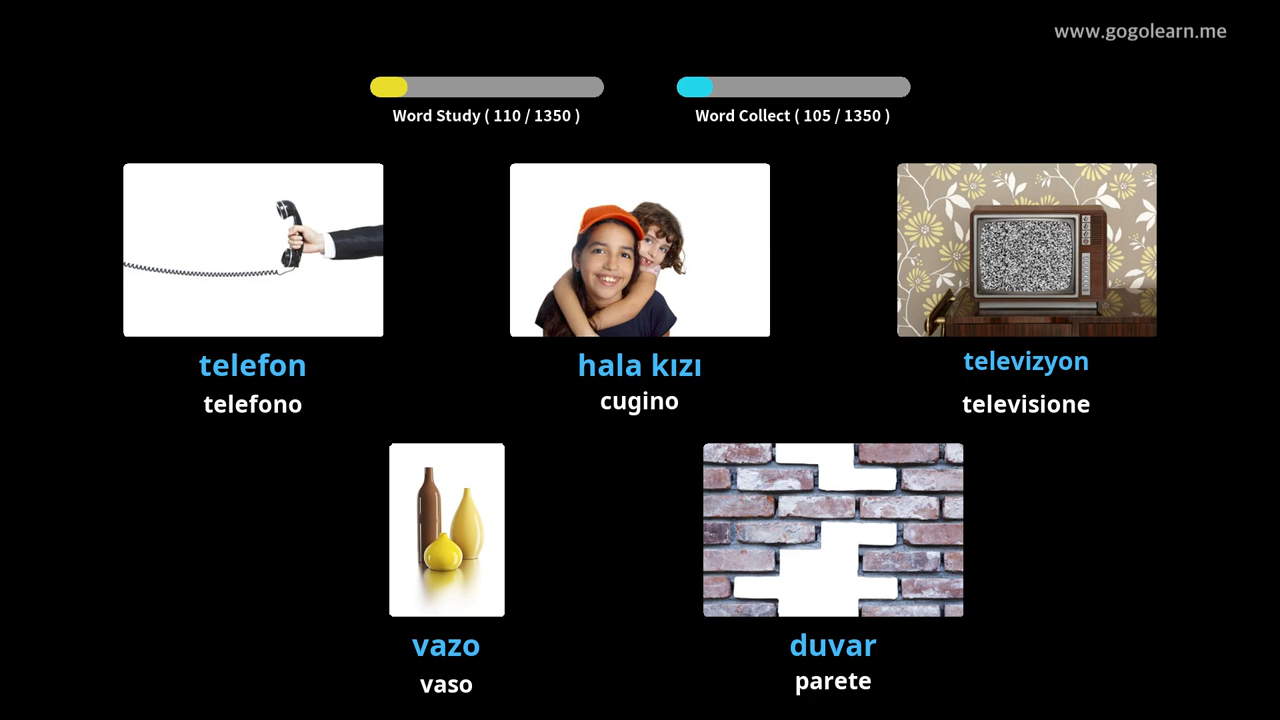 www.gogolearn.me
Word Study ( 110 / 1350 )
Word Collect ( 105 / 1350 )
telefon
telefono
hala kızı
cugino
televizyon
televisione
vazo
vaso
duvar
parete